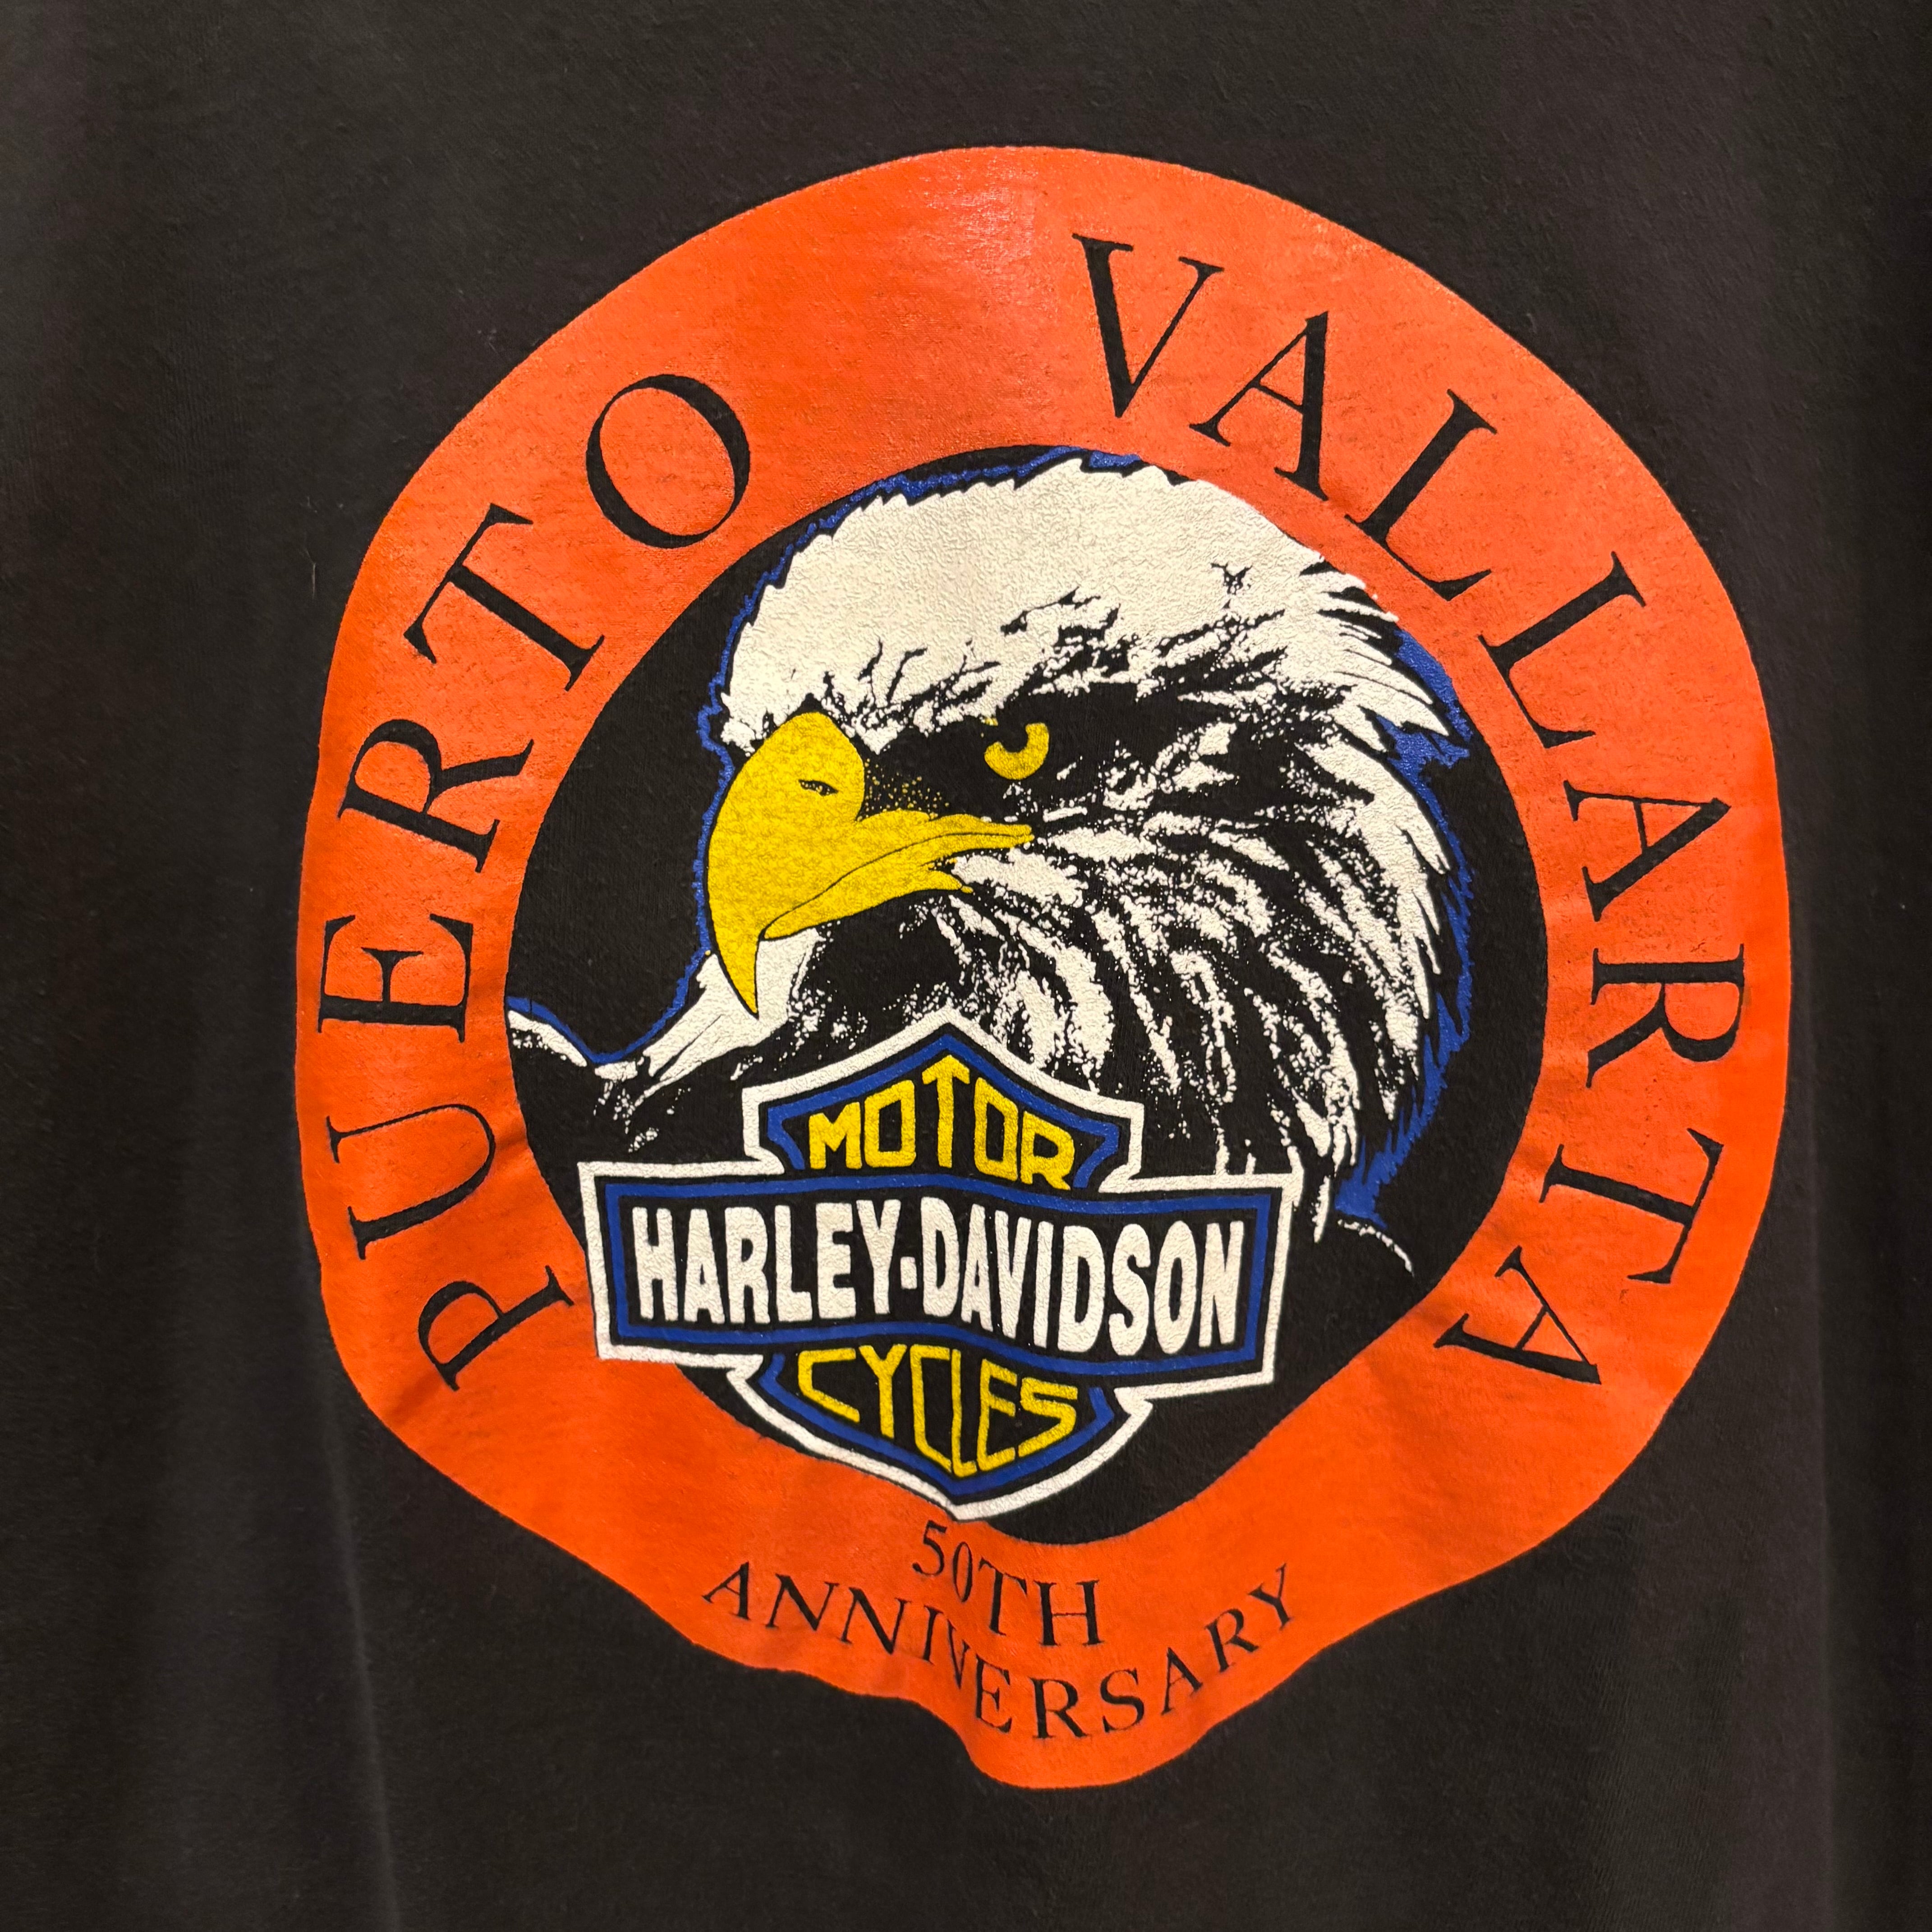 PUERTO VALLARTA
MOTOR
HARLEY-DAVIDSON
CYCLES
50TH
ANNIVERSARY